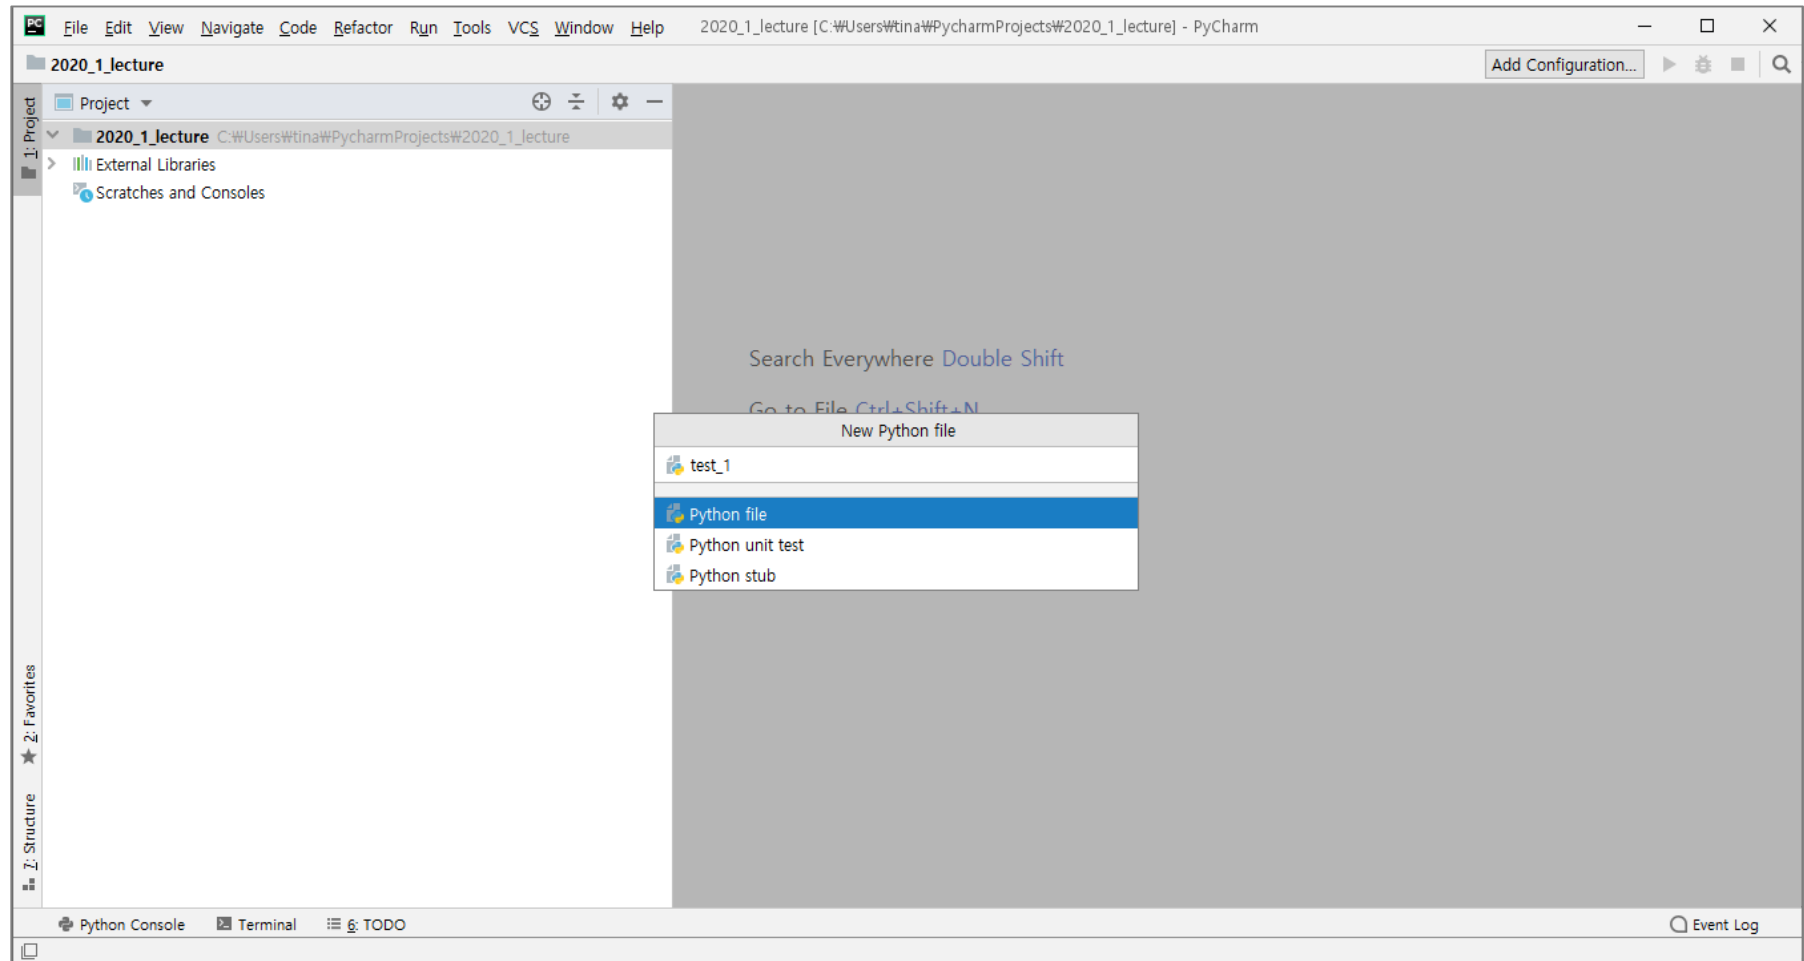 PC File Edit View Navigate Code Refactor Run Tools VCS Window Help 2020_1_lecture [C:₩Users₩tina₩PycharmProjects₩2020_1_lecture] - PyCharm
2020_1_lecture Add Configuration...
1: Project
Project
2020_1_lecture C:₩Users₩tina₩PycharmProjects₩2020_1_lecture
External Libraries
Scratches and Consoles
Search Everywhere Double Shift
Go to File Ctrl+Shift+N
New Python file
test_1
Python file
Python unit test
Python stub
2: Favorites
7: Structure
Python Console Terminal 6: TODO Event Log